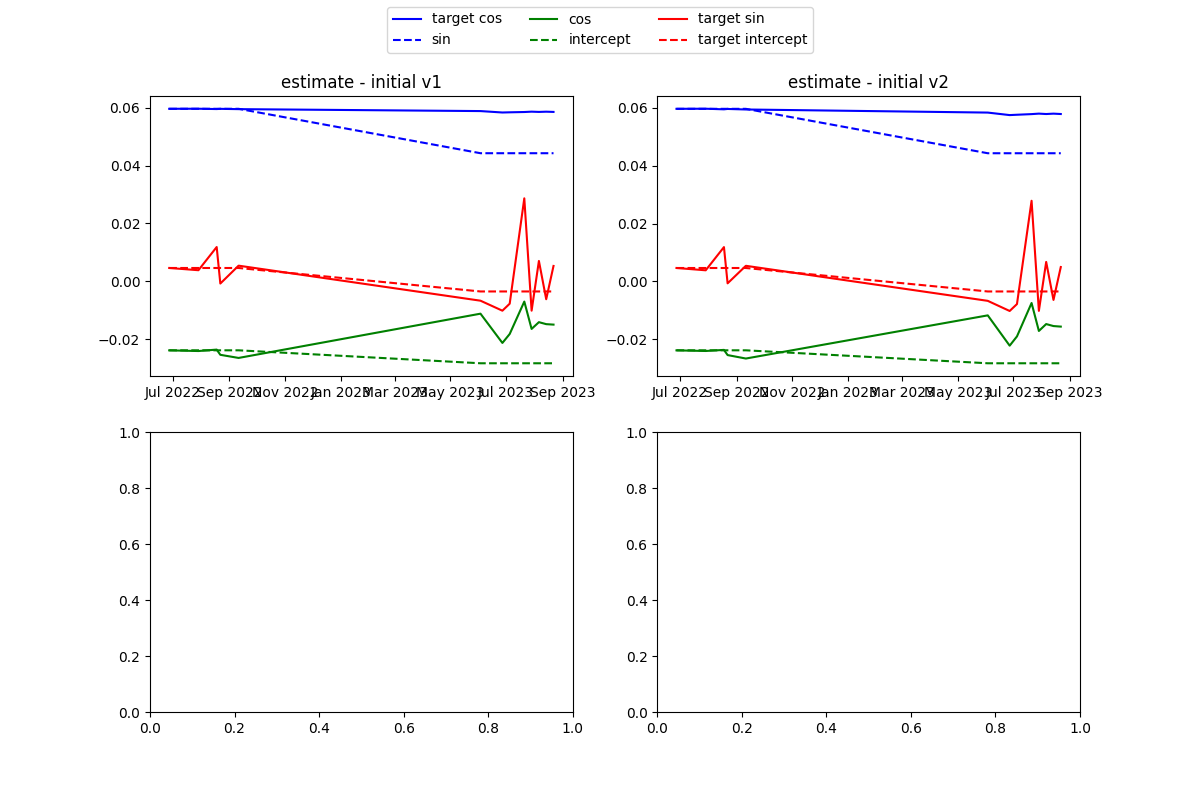 target cos cos target sin
sin intercept target intercept
estimate - initial v1 estimate - initial v2
0.06 0.06
0.04 0.04
0.02 0.02
0.00 0.00
−0.02 −0.02
Jul 2022 Sep 2022 Nov 2022 Jan 2023 Mar 2023 May 2023 Jul 2023 Sep 2023 Jul 2022 Sep 2022 Nov 2022 Jan 2023 Mar 2023 May 2023 Jul 2023 Sep 2023
1.0 1.0
0.8 0.8
0.6 0.6
0.4 0.4
0.2 0.2
0.0 0.0
0.0 0.2 0.4 0.6 0.8 1.0 0.0 0.2 0.4 0.6 0.8 1.0